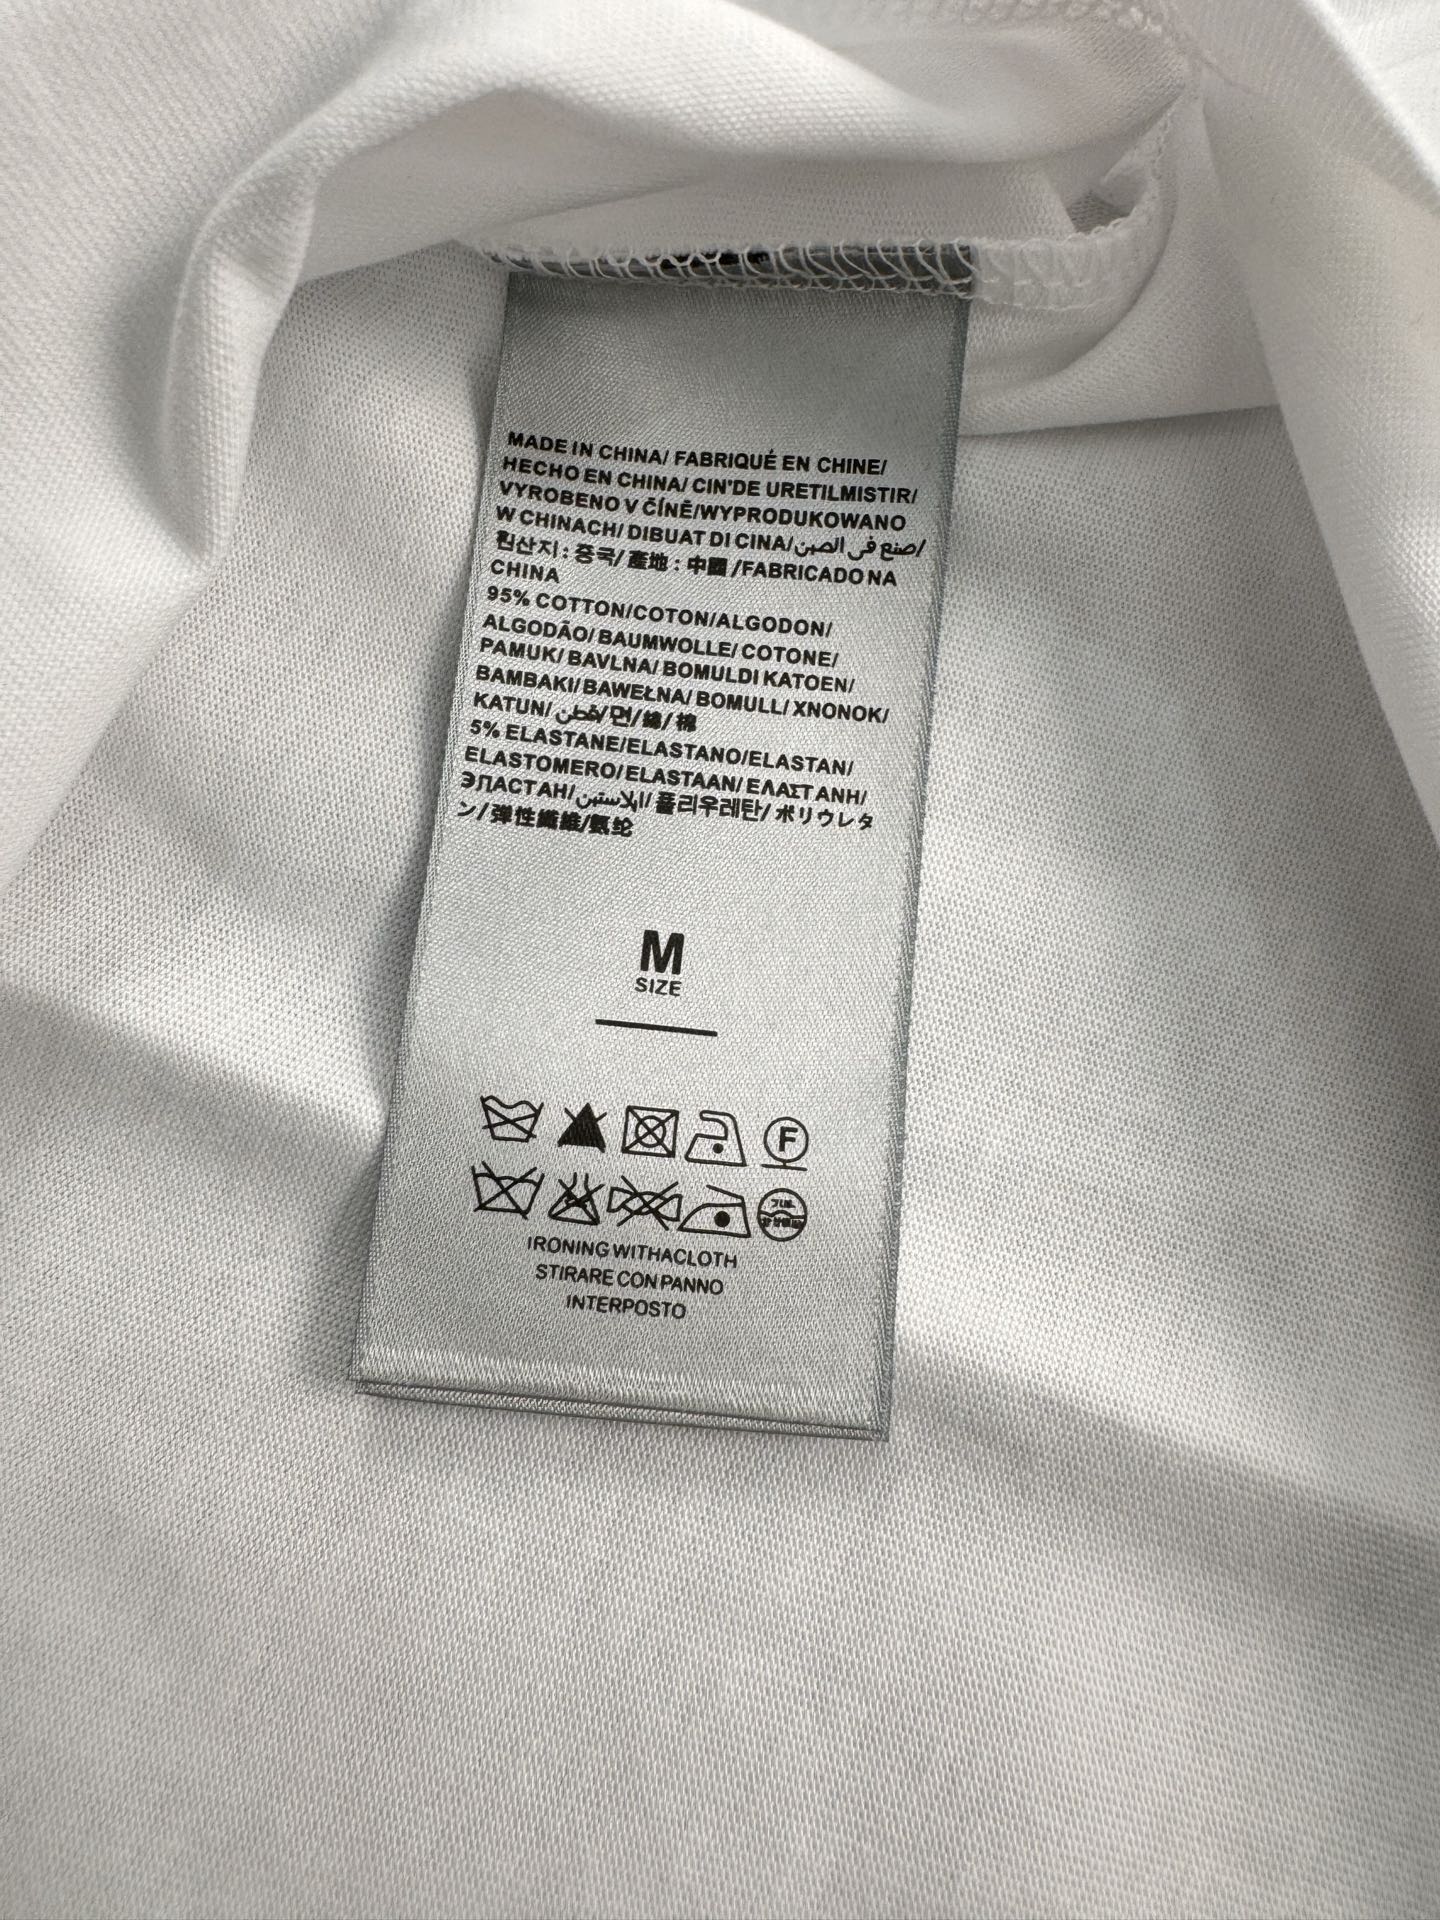 MADE IN CHINA/ FABRIQUÉ EN CHINE/
HECHO EN CHINA/ CIN'DE URETILMISTIR/
VYROBENO V ČÍNĚ/WYPRODUKOWANO
W CHINACH/ DIBUAT DI CINA/صنع في الصين/
원산지 : 중국/ 產地 : 中國 /FABRICADO NA
CHINA
95% COTTON/COTON/ALGODON/
ALGODÃO/ BAUMWOLLE/ COTONE/
PAMUK/ BAVLNA/ BOMULDI KATOEN/
BAMBAKI/ BAWEŁNA/ BOMULL/ XNONOK/
KATUN/ قطن/면/綿/棉
5% ELASTANE/ELASTANO/ELASTAN/
ELASTOMERO/ELASTAAN/ ΕΛΑΣΤΑΝΗ/
ЭЛАСТАН/ايلاستين/ 폴리우레탄/ ポリウレタ
ン/ 弹性纖維/氨纶
M
SIZE
F
IRONING WITHACLOTH
STIRARE CON PANNO
INTERPOSTO